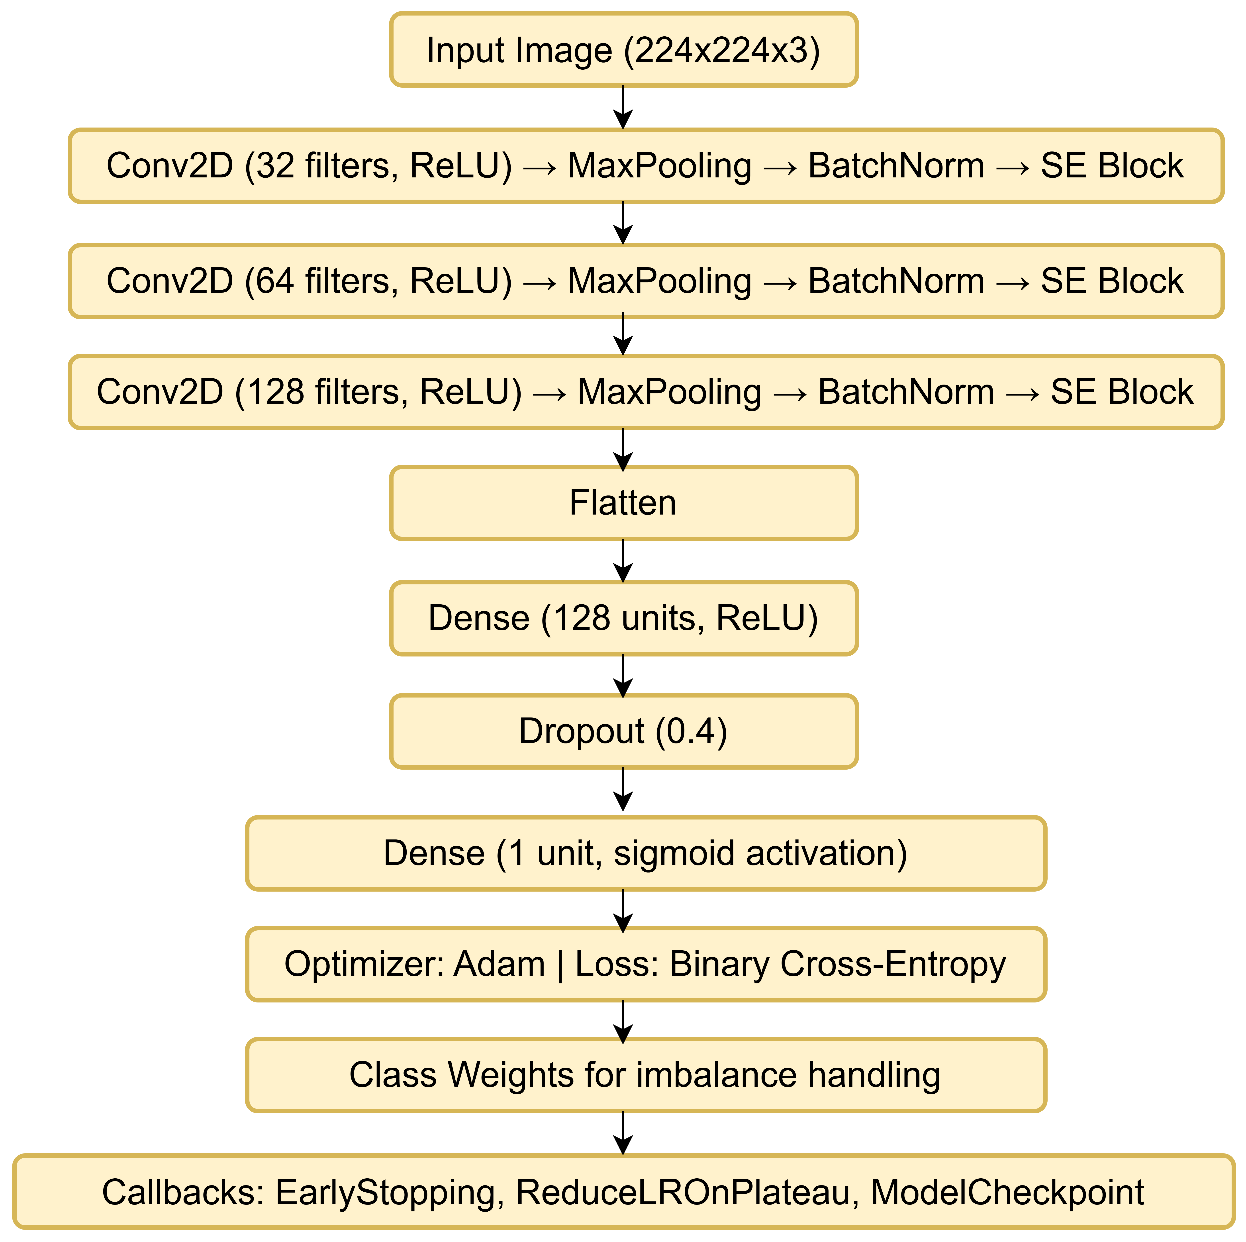 Input Image (224x224x3)
Conv2D (32 filters, ReLU) → MaxPooling → BatchNorm → SE Block
Conv2D (64 filters, ReLU) → MaxPooling → BatchNorm → SE Block
Conv2D (128 filters, ReLU) → MaxPooling → BatchNorm → SE Block
Flatten
Dense (128 units, ReLU)
Dropout (0.4)
Dense (1 unit, sigmoid activation)
Optimizer: Adam | Loss: Binary Cross-Entropy
Class Weights for imbalance handling
Callbacks: EarlyStopping, ReduceLROnPlateau, ModelCheckpoint